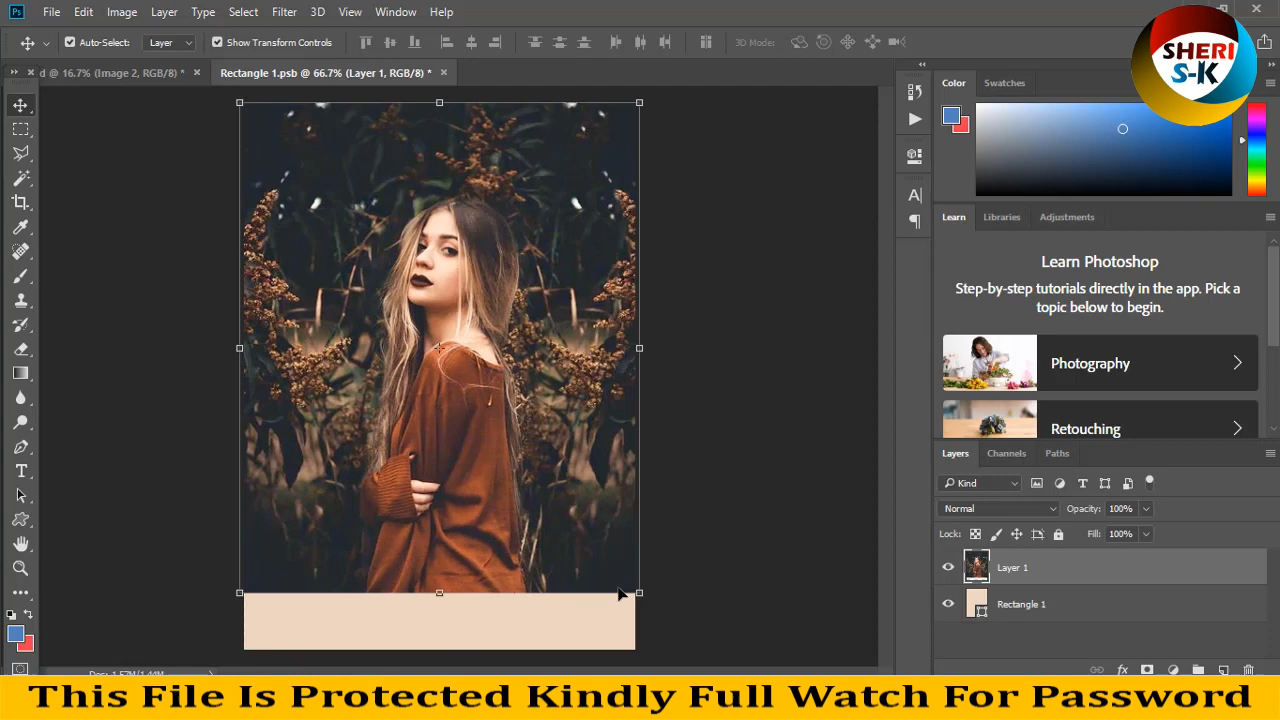 Ps File Edit Image Layer Type Select Filter 3D View Window Help
Auto-Select: Layer Show Transform Controls 3D Mode:
d @ 16.7% (Image 2, RGB/8) * Rectangle 1.psb @ 66.7% (Layer 1, RGB/8) *
SHERI
S-K
Color Swatches
Learn Libraries Adjustments
Learn Photoshop
Step-by-step tutorials directly in the app. Pick a
topic below to begin.
Photography
Retouching
Layers Channels Paths
Kind
Normal Opacity: 100%
Lock: Fill: 100%
Layer 1
Rectangle 1
fx
This File Is Protected Kindly Full Watch For Password